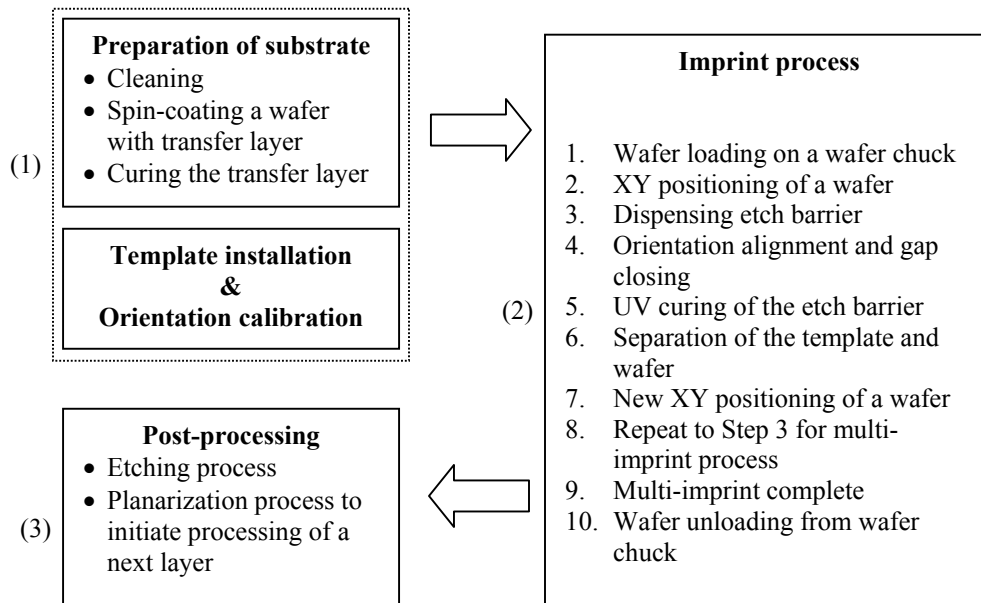 (1)
Preparation of substrate
• Cleaning
• Spin-coating a wafer
with transfer layer
• Curing the transfer layer
Template installation
&
Orientation calibration
(2)
Imprint process
1. Wafer loading on a wafer chuck
2. XY positioning of a wafer
3. Dispensing etch barrier
4. Orientation alignment and gap
closing
5. UV curing of the etch barrier
6. Separation of the template and
wafer
7. New XY positioning of a wafer
8. Repeat to Step 3 for multi-
imprint process
9. Multi-imprint complete
10. Wafer unloading from wafer
chuck
(3)
Post-processing
• Etching process
• Planarization process to
initiate processing of a
next layer